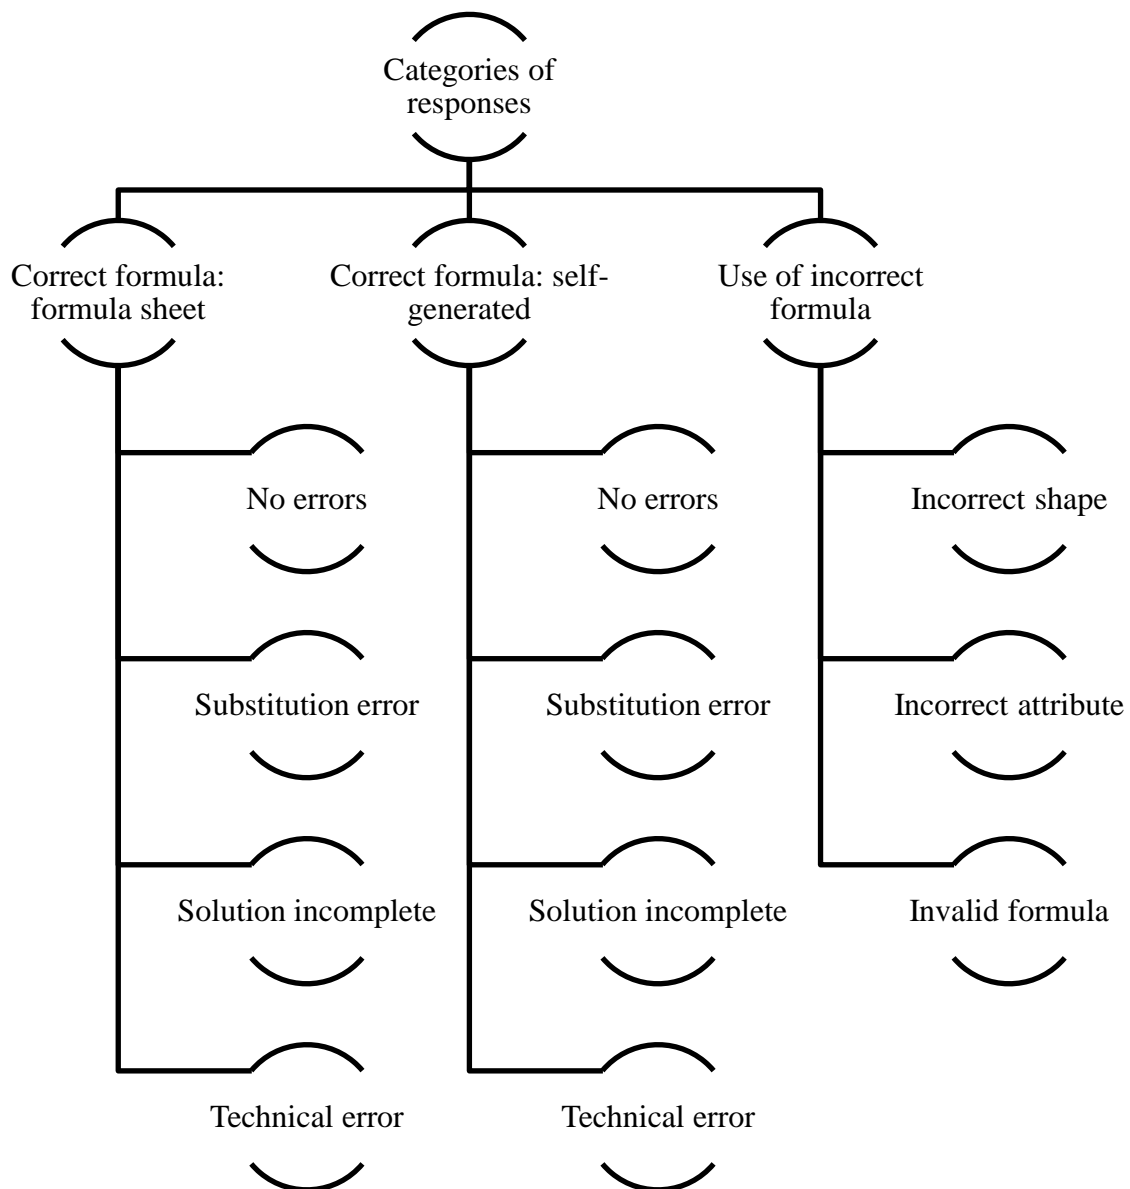 Categories of
responses
Correct formula:
formula sheet
Correct formula: self-
generated
Use of incorrect
formula
No errors
No errors
Incorrect shape
Substitution error
Substitution error
Incorrect attribute
Solution incomplete
Solution incomplete
Invalid formula
Technical error
Technical error